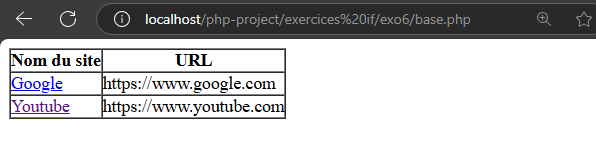 localhost/php-project/exercices%20if/exo6/base.php
Nom du site URL
Google https://www.google.com
Youtube https://www.youtube.com